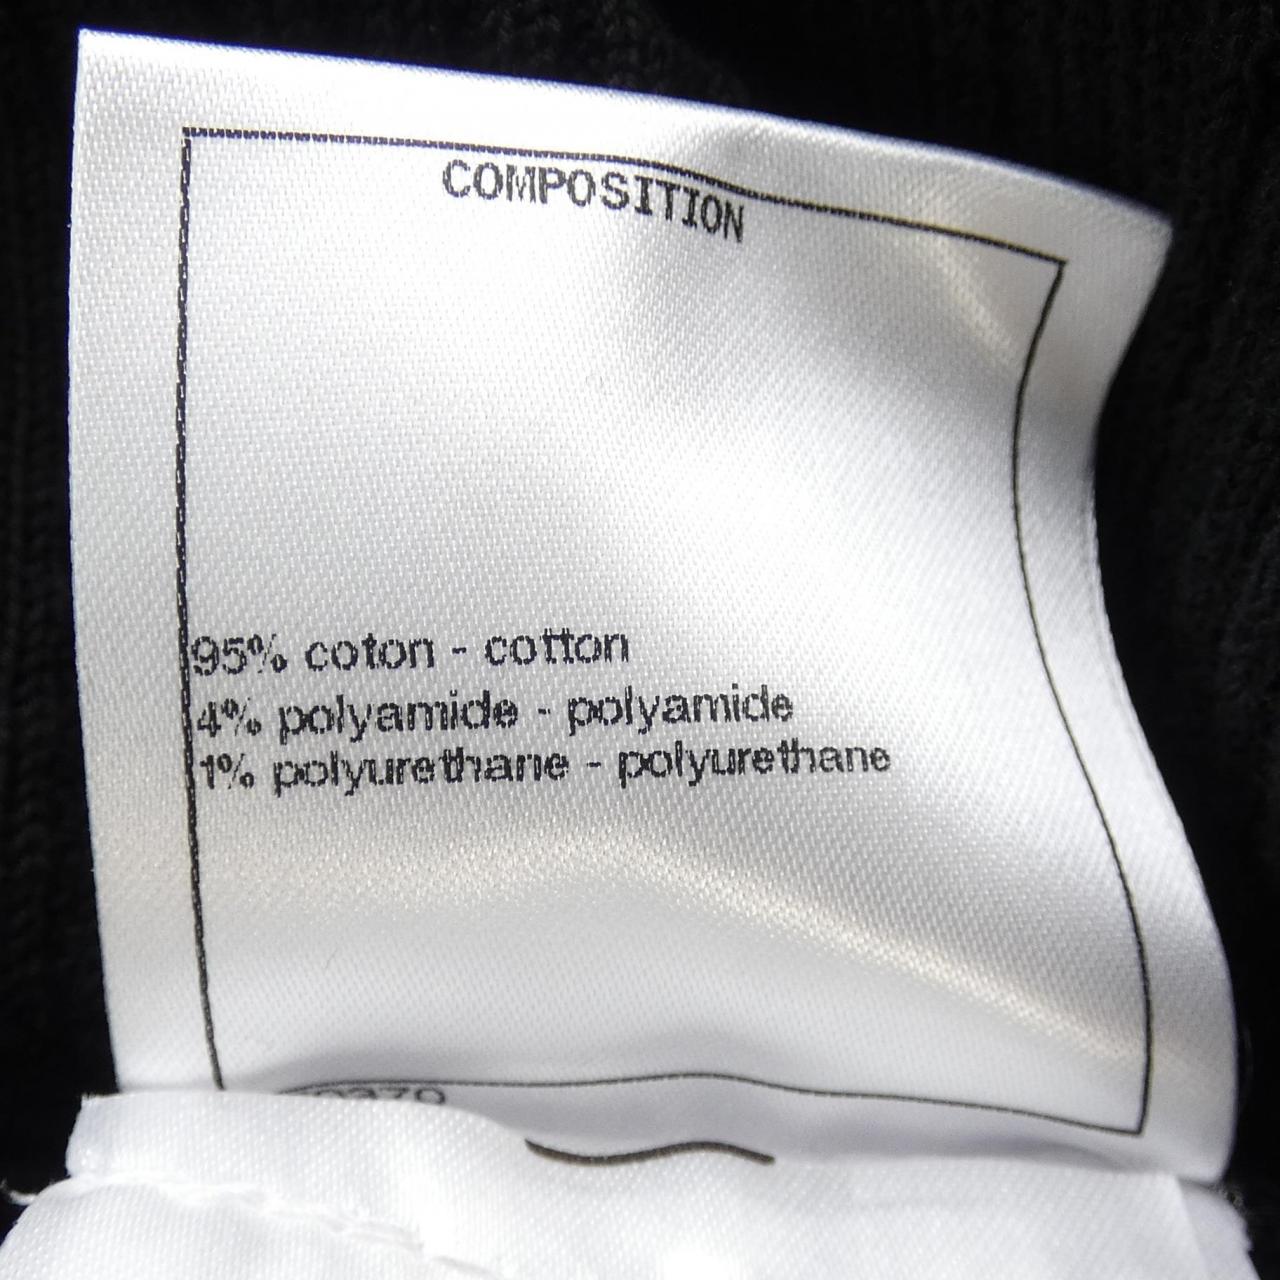 COMPOSITION
95% coton - cotton
4% polyamide - polyamide
1% polyurethane - polyurethane